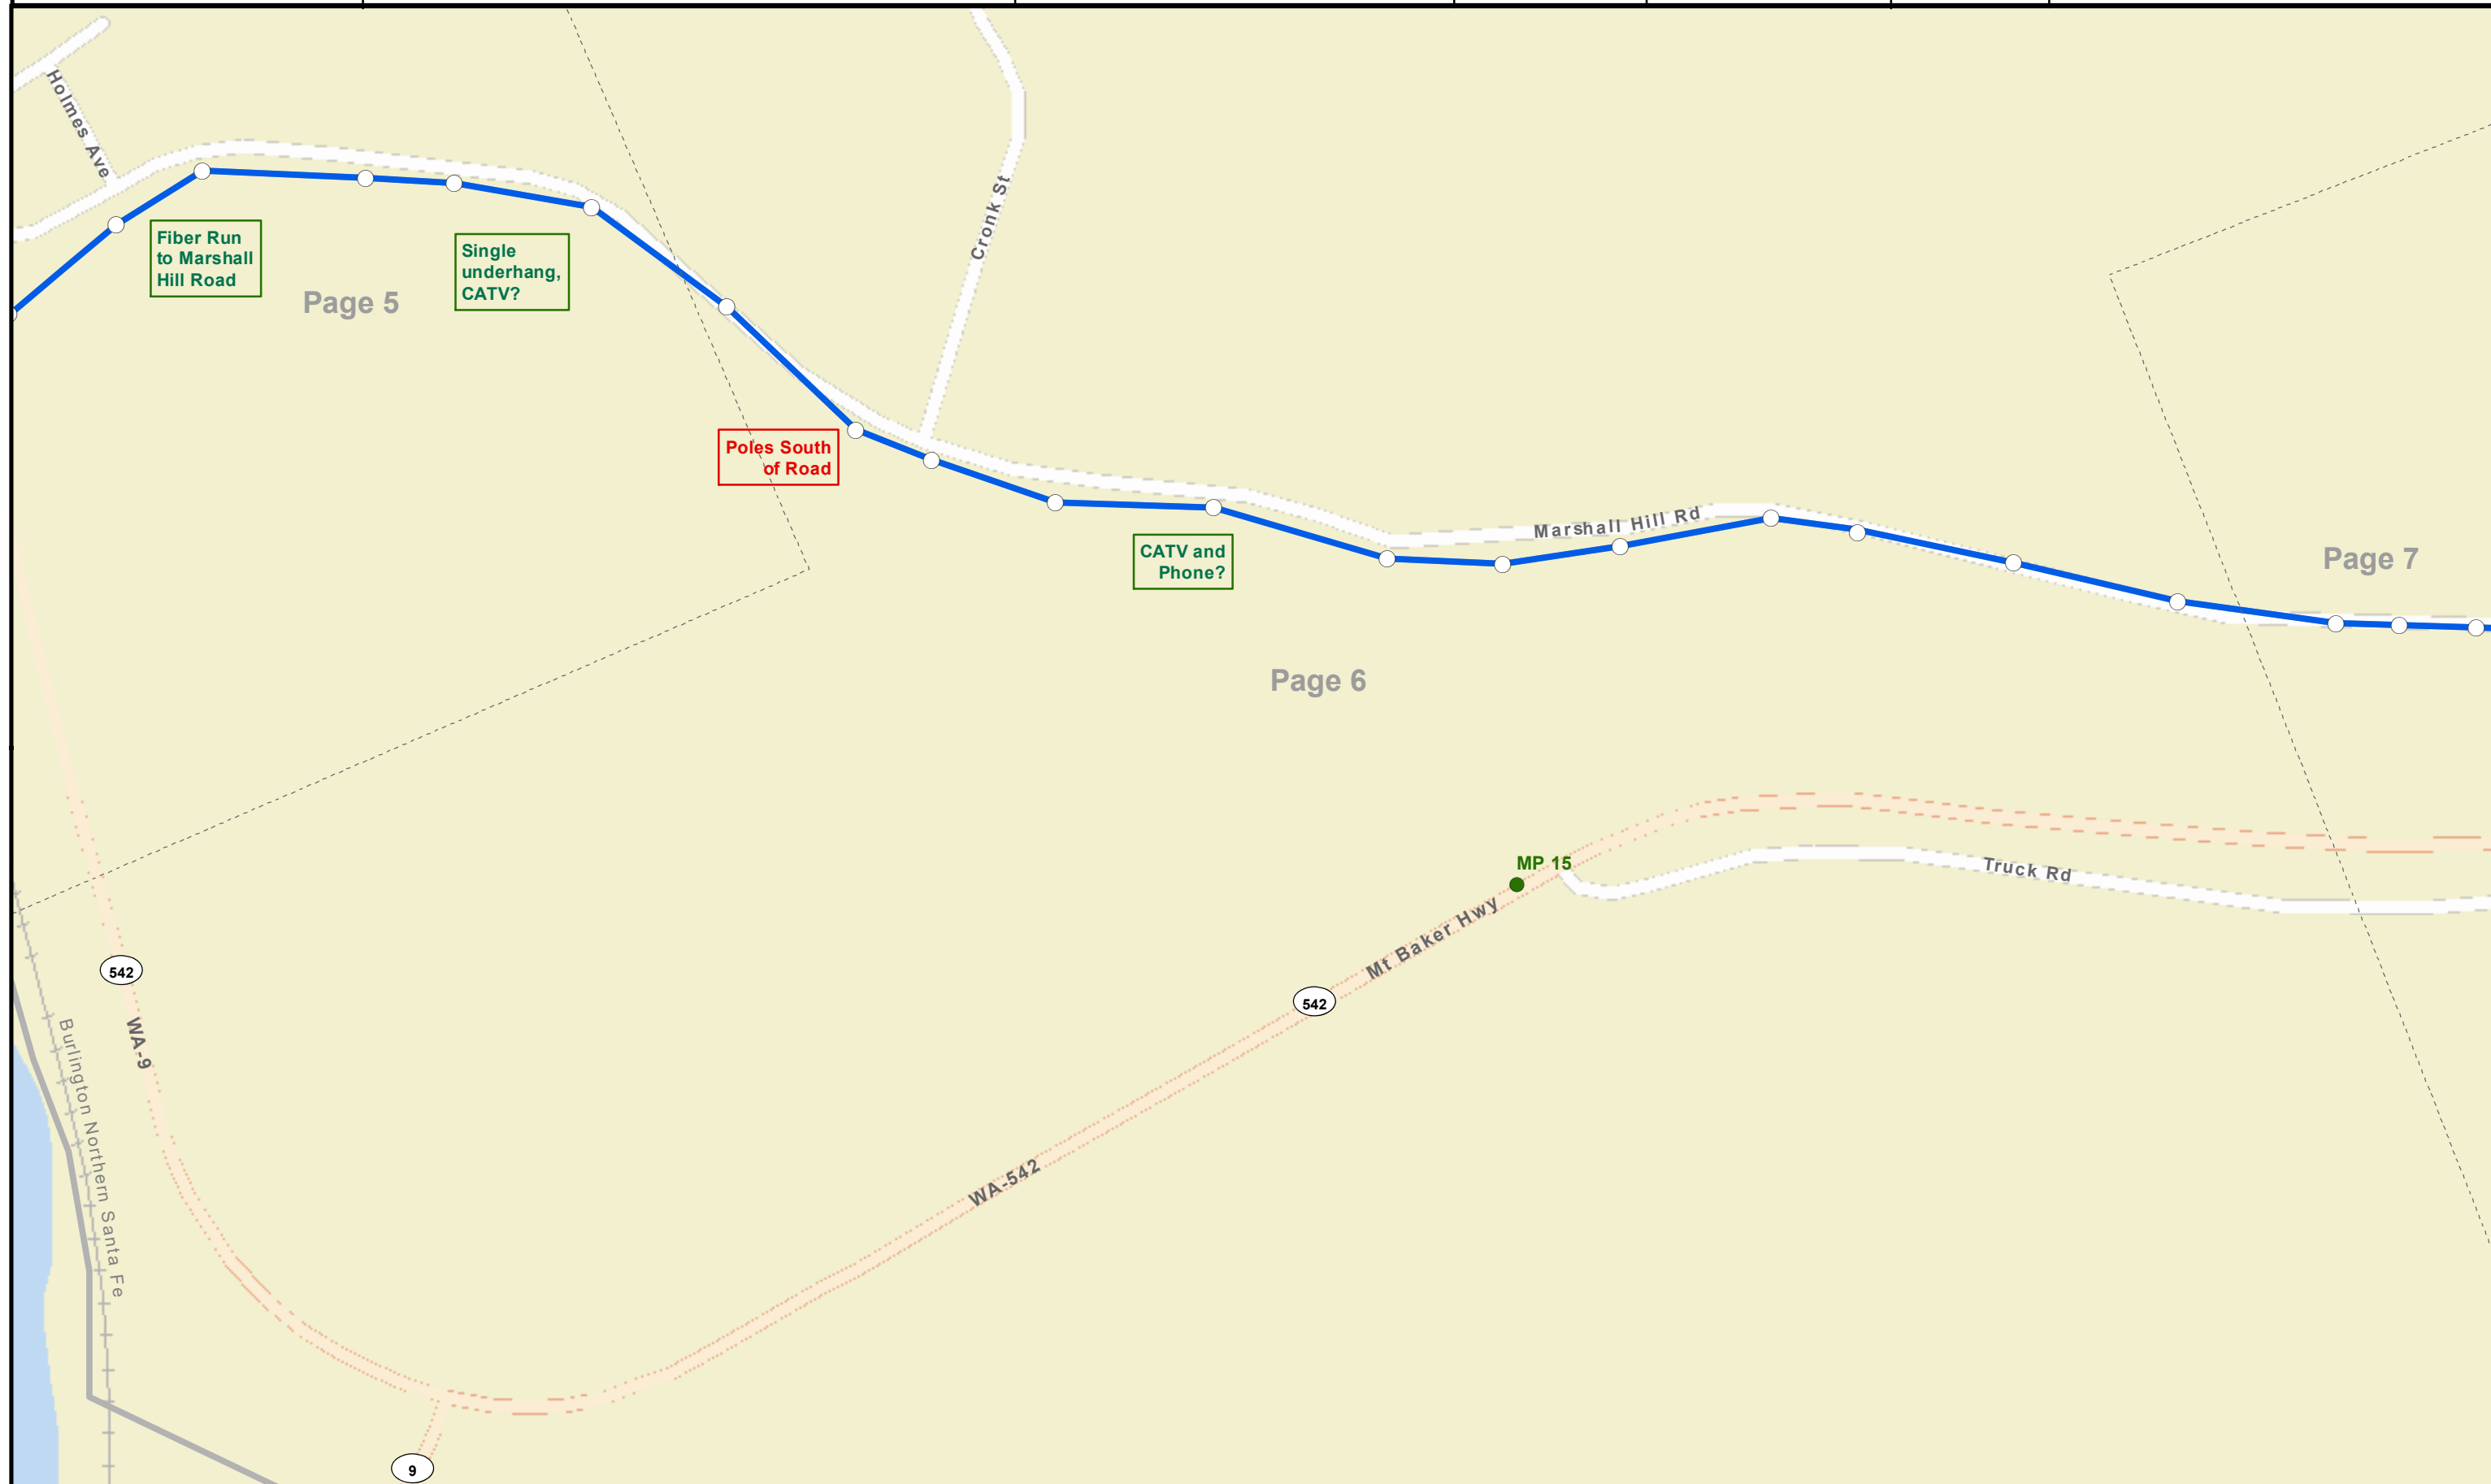 Holmes Ave
Fiber Run
to Marshall
Hill Road
Single
underhang,
CATV?
Page 5
Cronk St
Poles South
of Road
CATV and
Phone?
Marshall Hill Rd
Page 7
Page 6
MP 15
Truck Rd
Mt Baker Hwy
542
542
WA-9
Burlington Northern Santa Fe
WA-542
9